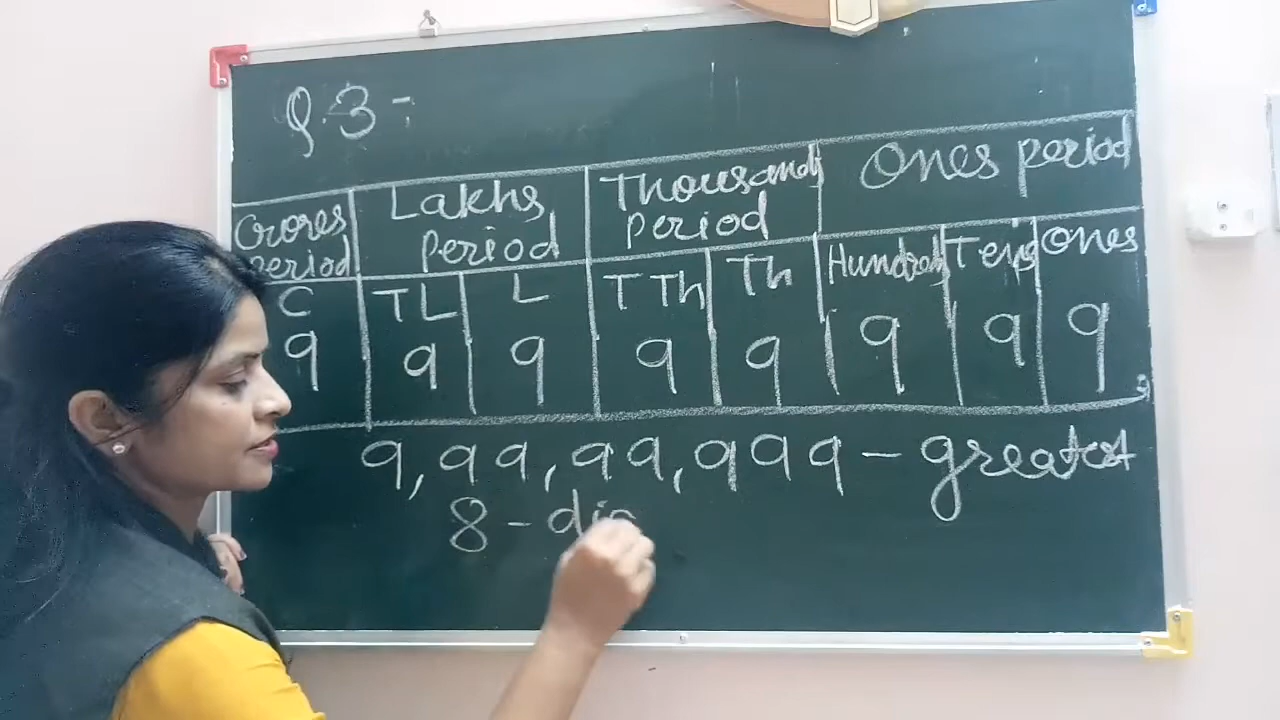 Q.3 -
Crores period Lakhs period Thousands period Ones period
C TL L T Th Th Hundreds Tens Ones
9 9 9 9 9 9 9 9
9,99,99,999 - greatest
8 - dig